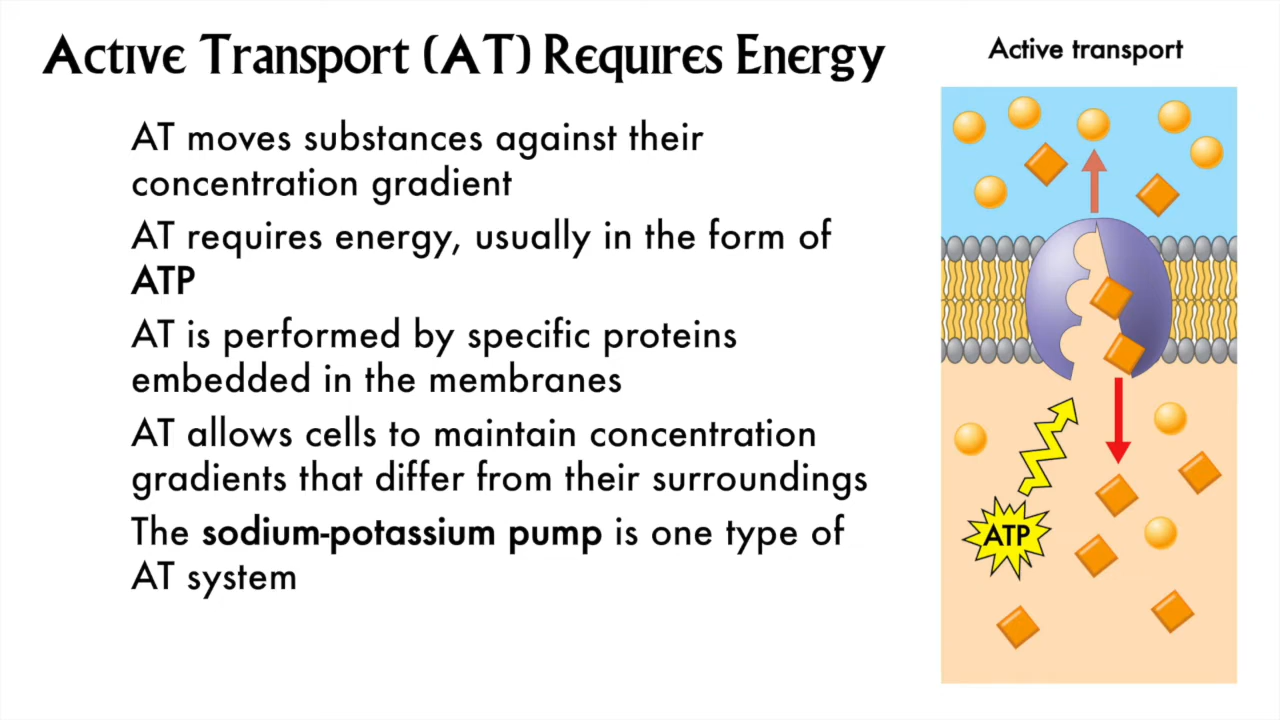 Active Transport (AT) Requires Energy
Active transport
AT moves substances against their
concentration gradient
AT requires energy, usually in the form of
ATP
AT is performed by specific proteins
embedded in the membranes
AT allows cells to maintain concentration
gradients that differ from their surroundings
The sodium-potassium pump is one type of
AT system
ATP